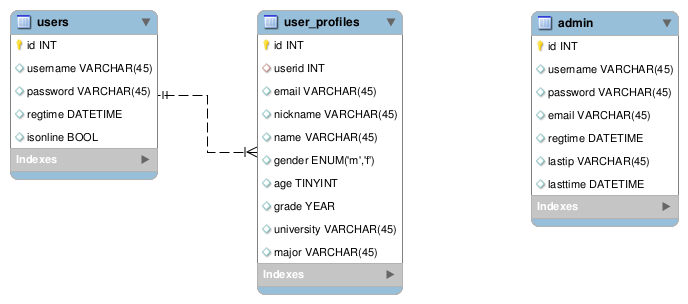 users
id INT
username VARCHAR(45)
password VARCHAR(45)
regtime DATETIME
isonline BOOL
Indexes
user_profiles
id INT
userid INT
email VARCHAR(45)
nickname VARCHAR(45)
name VARCHAR(45)
gender ENUM('m','f')
age TINYINT
grade YEAR
university VARCHAR(45)
major VARCHAR(45)
Indexes
admin
id INT
username VARCHAR(45)
password VARCHAR(45)
email VARCHAR(45)
regtime DATETIME
lastip VARCHAR(45)
lasttime DATETIME
Indexes